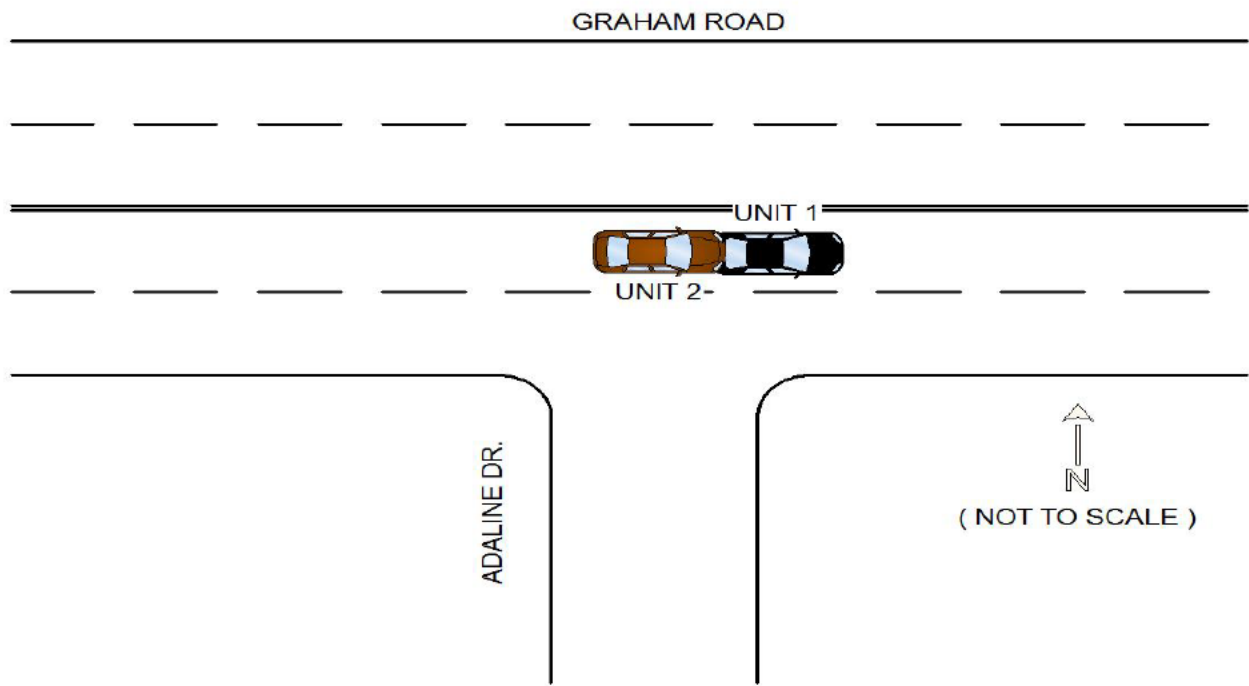 GRAHAM ROAD
UNIT 1
UNIT 2
ADALINE DR.
N
( NOT TO SCALE )